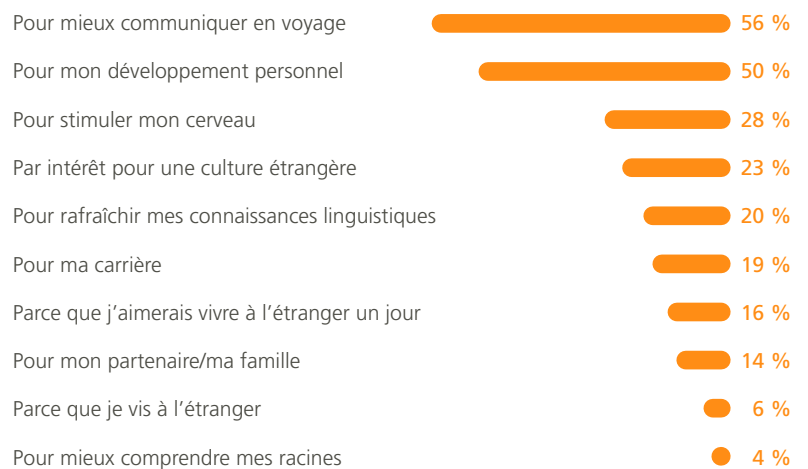 Pour mieux communiquer en voyage 56 %
Pour mon développement personnel 50 %
Pour stimuler mon cerveau 28 %
Par intérêt pour une culture étrangère 23 %
Pour rafraîchir mes connaissances linguistiques 20 %
Pour ma carrière 19 %
Parce que j’aimerais vivre à l’étranger un jour 16 %
Pour mon partenaire/ma famille 14 %
Parce que je vis à l’étranger 6 %
Pour mieux comprendre mes racines 4 %